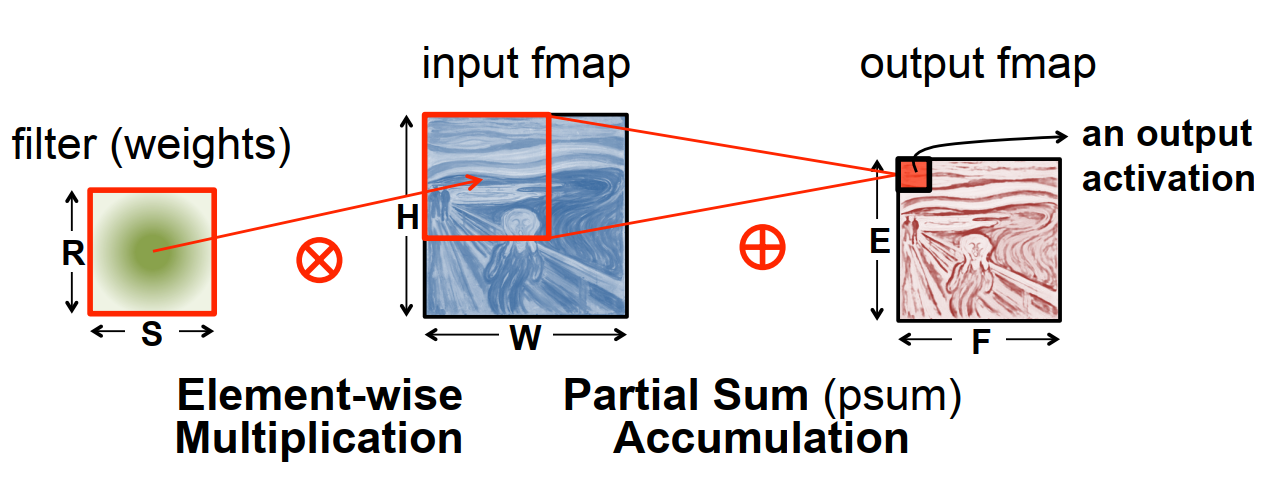 input fmap
output fmap
filter (weights)
an output
activation
R
S
H
W
E
F
Element-wise
Multiplication
Partial Sum (psum)
Accumulation